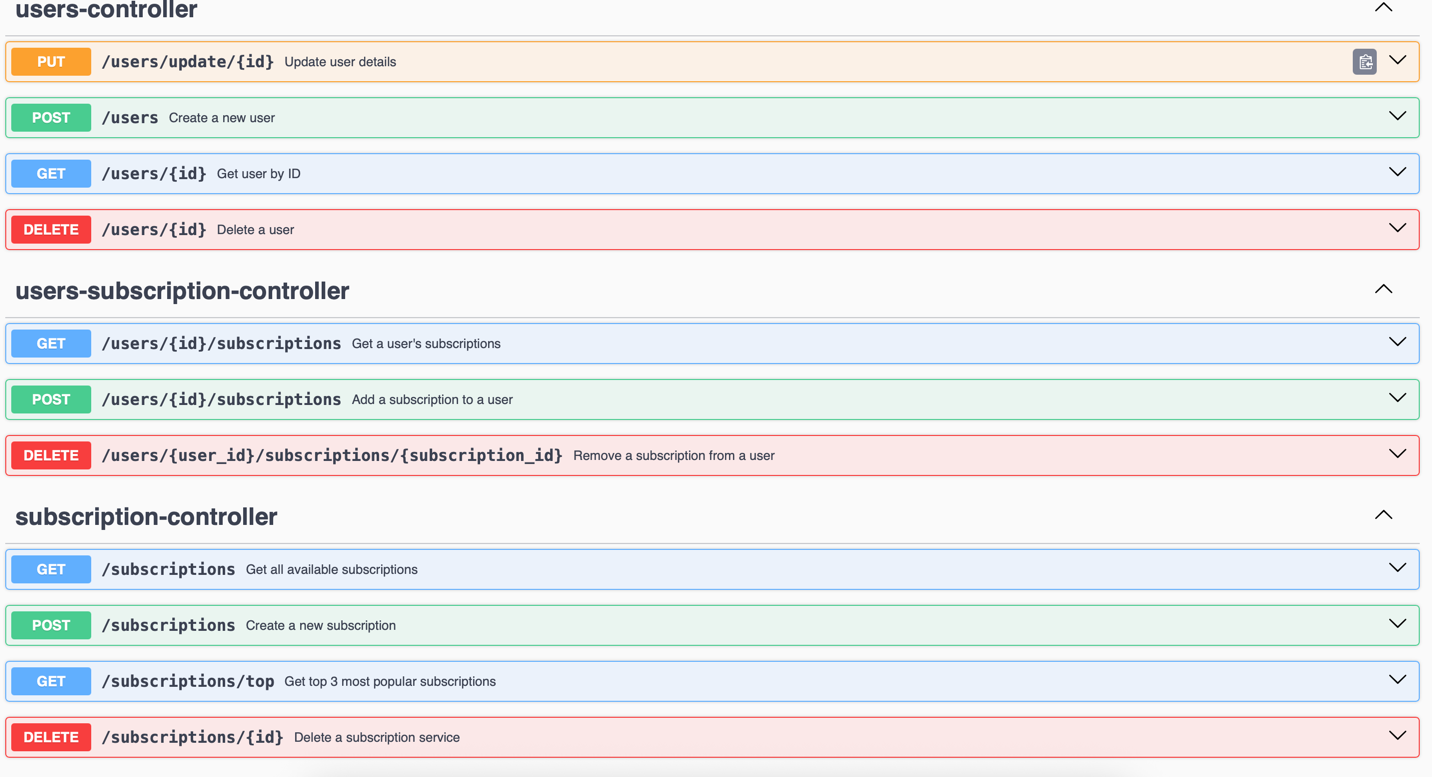 users-controller
PUT /users/update/{id} Update user details
POST /users Create a new user
GET /users/{id} Get user by ID
DELETE /users/{id} Delete a user
users-subscription-controller
GET /users/{id}/subscriptions Get a user's subscriptions
POST /users/{id}/subscriptions Add a subscription to a user
DELETE /users/{user_id}/subscriptions/{subscription_id} Remove a subscription from a user
subscription-controller
GET /subscriptions Get all available subscriptions
POST /subscriptions Create a new subscription
GET /subscriptions/top Get top 3 most popular subscriptions
DELETE /subscriptions/{id} Delete a subscription service